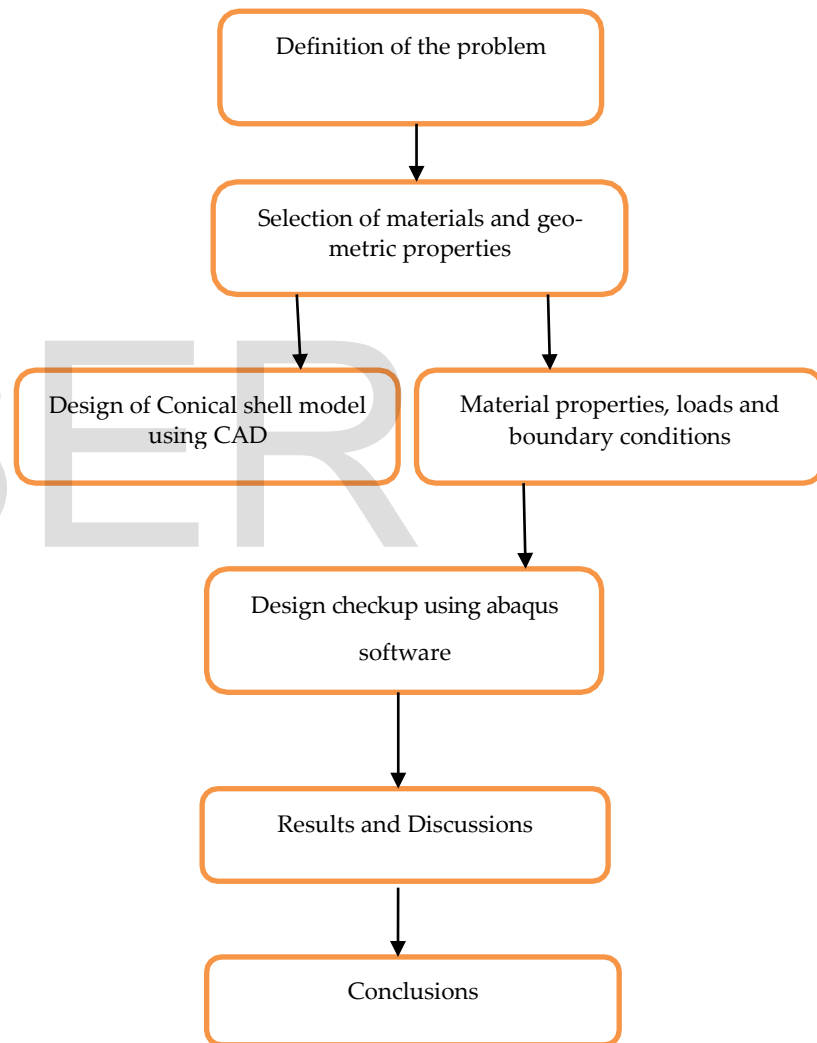 Definition of the problem
Selection of materials and geo-
metric properties
Design of Conical shell model
using CAD
Material properties, loads and
boundary conditions
Design checkup using abaqus
software
Results and Discussions
Conclusions
SER